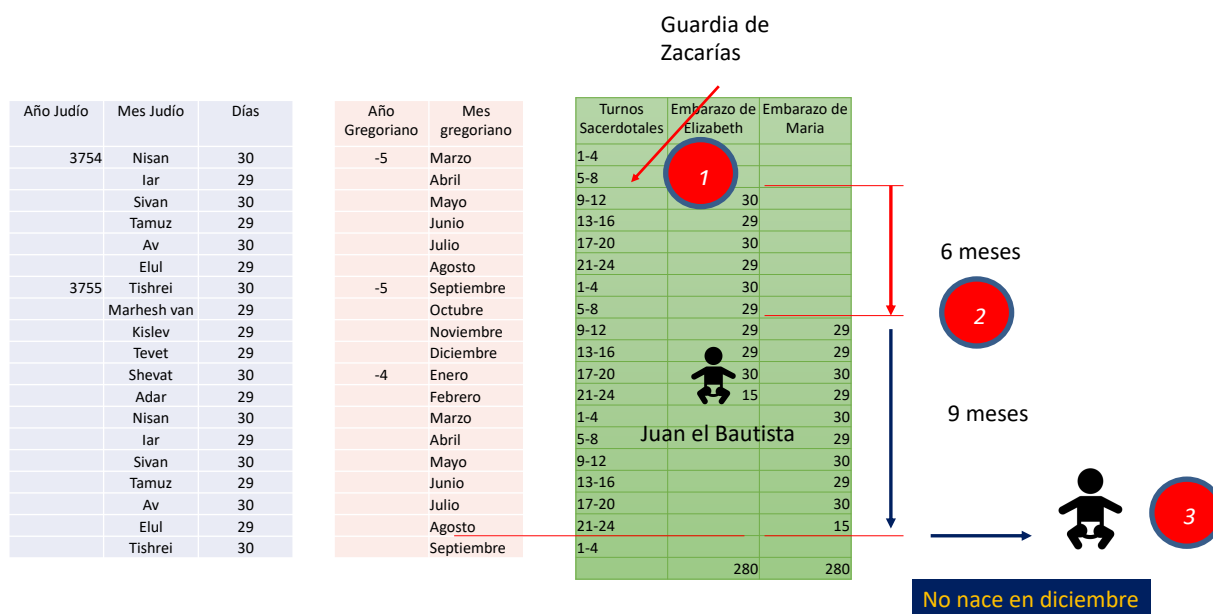 Guardia de
Zacarías
Año Judío Mes Judío Días
3754 Nisan 30
Iar 29
Sivan 30
Tamuz 29
Av 30
Elul 29
3755 Tishrei 30
Marhesh van 29
Kislev 29
Tevet 29
Shevat 30
Adar 29
Nisan 30
Iar 29
Sivan 30
Tamuz 29
Av 30
Elul 29
Tishrei 30
Año Mes
Gregoriano gregoriano
-5 Marzo
Abril
Mayo
Junio
Julio
Agosto
-5 Septiembre
Octubre
Noviembre
Diciembre
-4 Enero
Febrero
Marzo
Abril
Mayo
Junio
Julio
Agosto
Septiembre
Turnos Embarazo de Embarazo de
Sacerdotales Elizabeth Maria
1-4
5-8
9-12 30
13-16 29
17-20 30
21-24 29
1-4 30
5-8 29
9-12 29 29
13-16 29 29
17-20 30 30
21-24 15 29
1-4 30
5-8 29
9-12 30
13-16 29
17-20 30
21-24 15
1-4
280 280
Juan el Bautista
1
6 meses
2
9 meses
3
No nace en diciembre